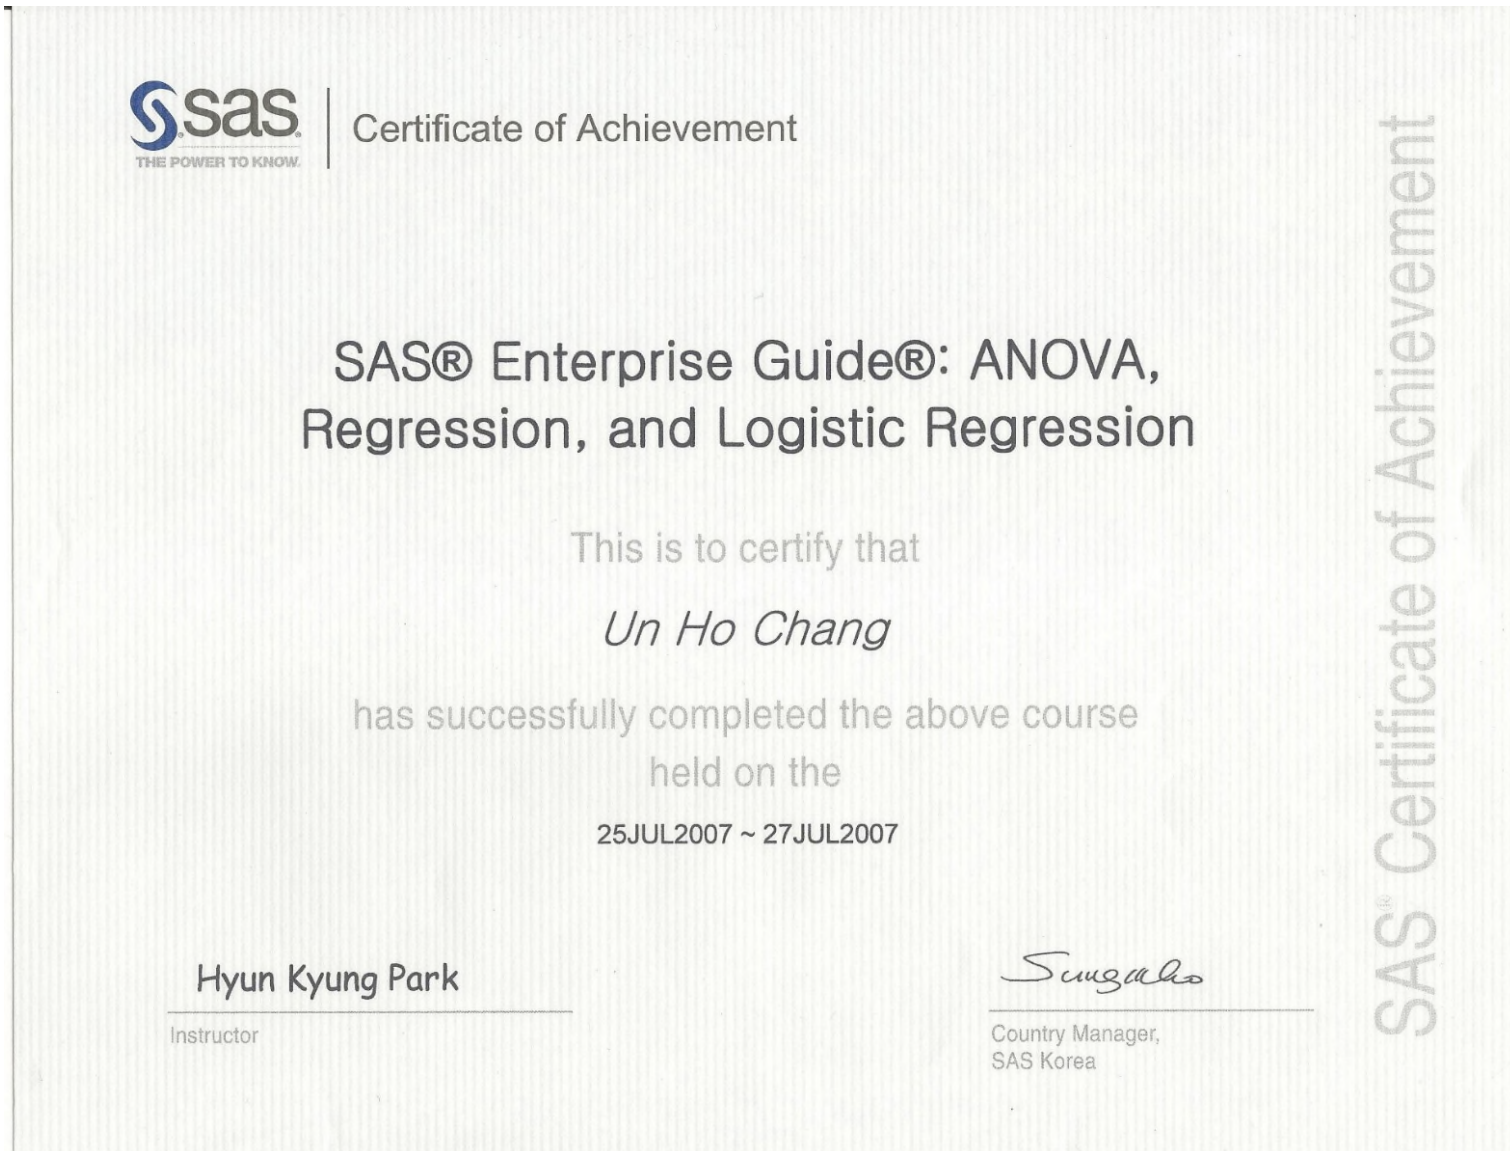 sas
THE POWER TO KNOW.
Certificate of Achievement
SAS® Enterprise Guide®: ANOVA,
Regression, and Logistic Regression
This is to certify that
Un Ho Chang
has successfully completed the above course
held on the
25JUL2007 ~ 27JUL2007
Hyun Kyung Park
Instructor
Country Manager,
SAS Korea
SAS® Certificate of Achievement